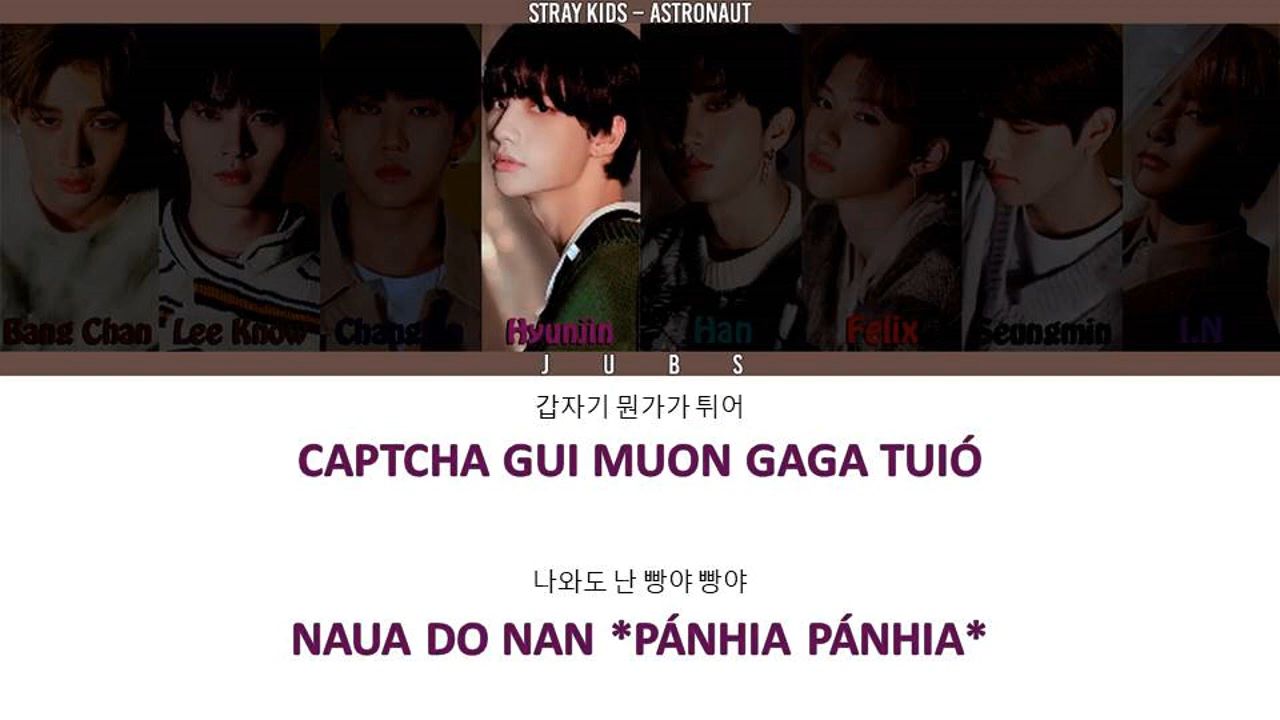 STRAY KIDS – ASTRONAUT
Bang Chan Lee Know Changbin Hyunjin Han Felix Seungmin I.N
J U B S
갑자기 뭔가가 튀어
CAPTCHA GUI MUON GAGA TUIÓ
나와도 난 빵야 빵야
NAUA DO NAN *PÁNHIA PÁNHIA*